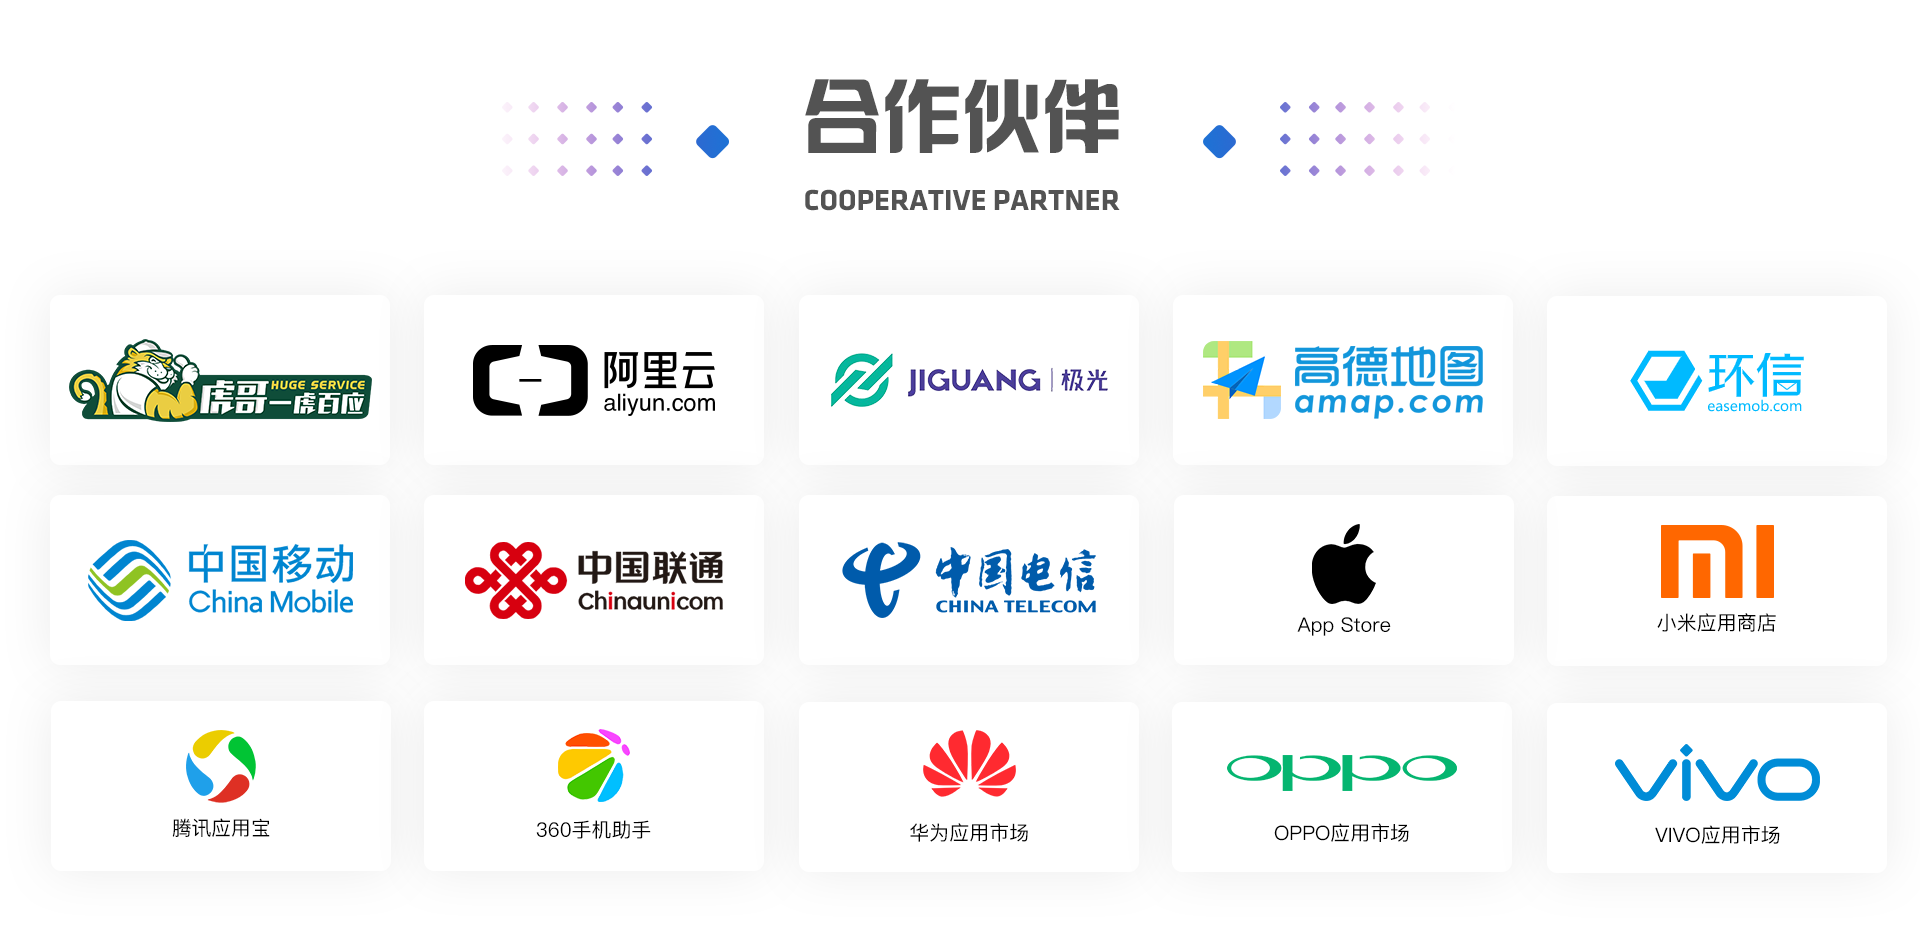 合作伙伴
COOPERATIVE PARTNER
虎哥 HUGE SERVICE
一虎百应
阿里云
aliyun.com
JIGUANG | 极光
高德地图
amap.com
环信
easemob.com
中国移动
China Mobile
中国联通
Chinaunicom
中国电信
CHINA TELECOM
App Store
MI
小米应用商店
腾讯应用宝
360手机助手
华为应用市场
oppo
OPPO应用市场
vivo
VIVO应用市场